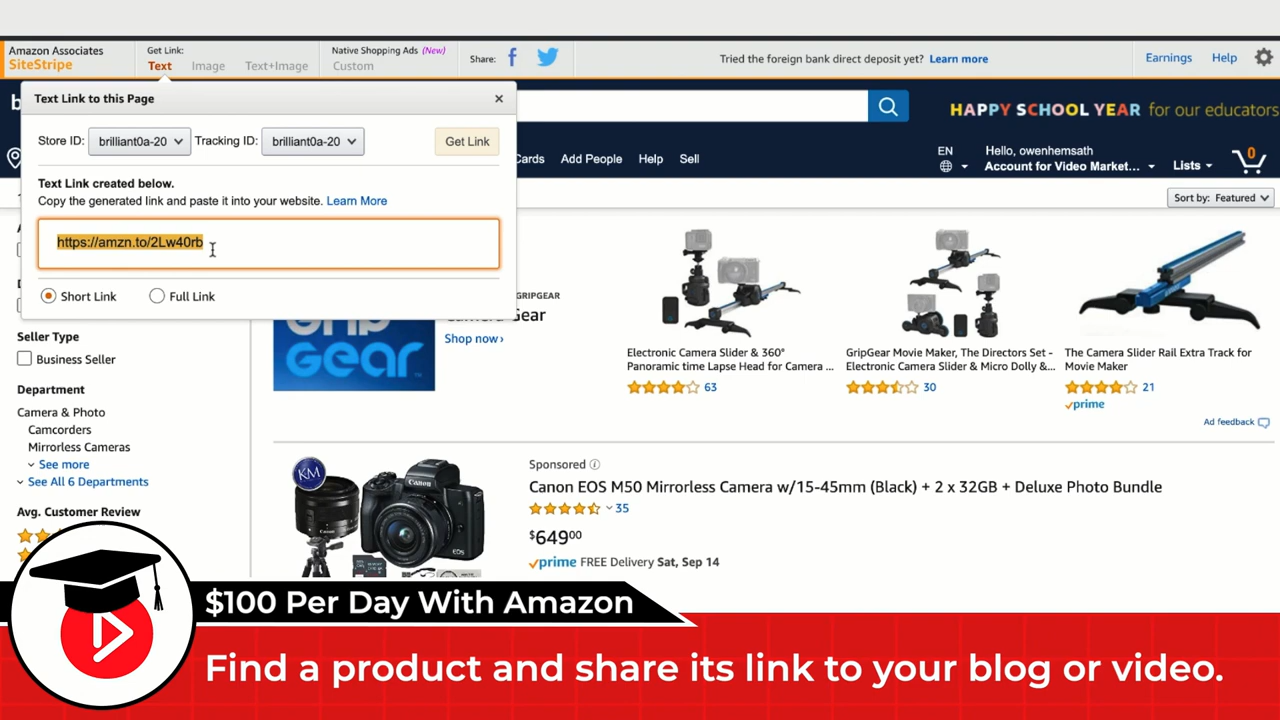 Amazon Associates
SiteStripe
Get Link:
Text Image Text+Image
Native Shopping Ads (New)
Custom
Share:
Tried the foreign bank direct deposit yet? Learn more
Earnings Help
Text Link to this Page
Store ID: brilliant0a-20 Tracking ID: brilliant0a-20 Get Link
Text Link created below.
Copy the generated link and paste it into your website. Learn More
https://amzn.to/2Lw40rb
Short Link Full Link
HAPPY SCHOOL YEAR for our educators
Cards Add People Help Sell
EN
Hello, owenhemsath
Account for Video Market...
Lists
0
Sort by: Featured
Seller Type
Business Seller
Department
Camera & Photo
Camcorders
Mirrorless Cameras
See more
See All 6 Departments
Avg. Customer Review
GRIPGEAR
Camera Gear
Shop now ›
Grip
Gear
Electronic Camera Slider & 360°
Panoramic time Lapse Head for Camera ...
63
GripGear Movie Maker, The Directors Set -
Electronic Camera Slider & Micro Dolly &...
30
The Camera Slider Rail Extra Track for
Movie Maker
21
prime
Ad feedback
KM
Canon
EOS
Sponsored
Canon EOS M50 Mirrorless Camera w/15-45mm (Black) + 2 x 32GB + Deluxe Photo Bundle
35
$649.00
prime FREE Delivery Sat, Sep 14
$100 Per Day With Amazon
Find a product and share its link to your blog or video.